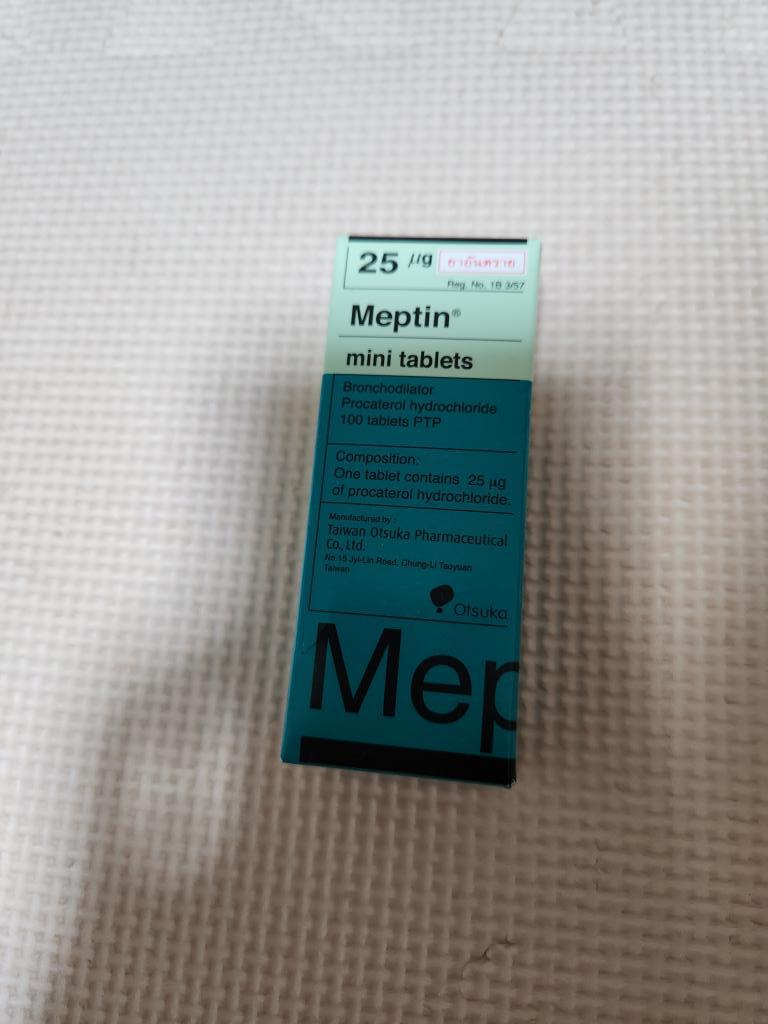 25 µg ยาอันตราย
Reg. No. 1B 3/57
Meptin®
mini tablets
Bronchodilator
Procaterol hydrochloride
100 tablets PTP
Composition:
One tablet contains 25 µg
of procaterol hydrochloride.
Manufactured by :
Taiwan Otsuka Pharmaceutical
Co., Ltd.
No.15 Jyi-Lin Road, Chung-Li Taoyuan
Taiwan
Otsuka
Mep